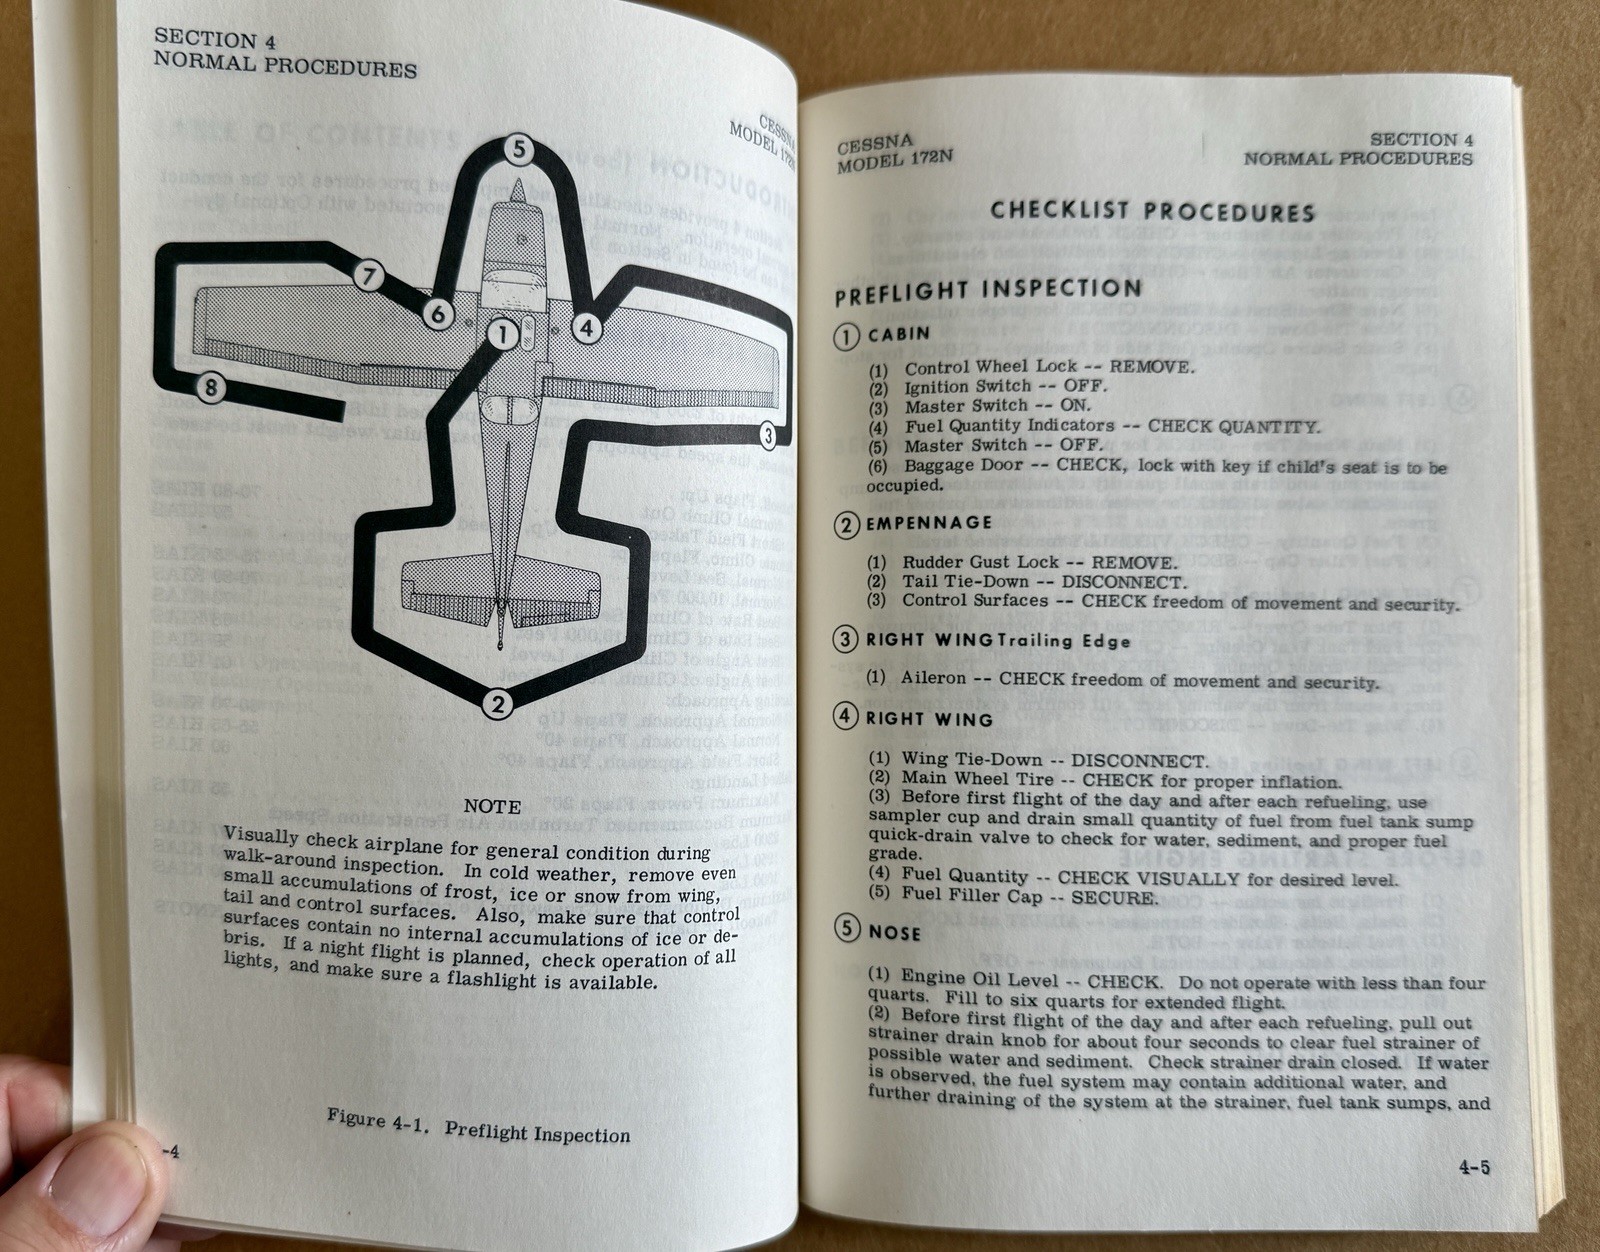 SECTION 4
NORMAL PROCEDURES
CESSNA
MODEL 172N
5
7
6
1
4
8
3
2
NOTE
Visually check airplane for general condition during
walk-around inspection. In cold weather, remove even
small accumulations of frost, ice or snow from wing,
tail and control surfaces. Also, make sure that control
surfaces contain no internal accumulations of ice or de-
bris. If a night flight is planned, check operation of all
lights, and make sure a flashlight is available.
Figure 4-1. Preflight Inspection
-4
CESSNA
MODEL 172N
SECTION 4
NORMAL PROCEDURES
CHECKLIST PROCEDURES
PREFLIGHT INSPECTION
1 CABIN
(1) Control Wheel Lock -- REMOVE.
(2) Ignition Switch -- OFF.
(3) Master Switch -- ON.
(4) Fuel Quantity Indicators -- CHECK QUANTITY.
(5) Master Switch -- OFF.
(6) Baggage Door -- CHECK, lock with key if child's seat is to be
occupied.
2 EMPENNAGE
(1) Rudder Gust Lock -- REMOVE.
(2) Tail Tie-Down -- DISCONNECT.
(3) Control Surfaces -- CHECK freedom of movement and security.
3 RIGHT WING Trailing Edge
(1) Aileron -- CHECK freedom of movement and security.
4 RIGHT WING
(1) Wing Tie-Down -- DISCONNECT.
(2) Main Wheel Tire -- CHECK for proper inflation.
(3) Before first flight of the day and after each refueling, use
sampler cup and drain small quantity of fuel from fuel tank sump
quick-drain valve to check for water, sediment, and proper fuel
grade.
(4) Fuel Quantity -- CHECK VISUALLY for desired level.
(5) Fuel Filler Cap -- SECURE.
5 NOSE
(1) Engine Oil Level -- CHECK. Do not operate with less than four
quarts. Fill to six quarts for extended flight.
(2) Before first flight of the day and after each refueling, pull out
strainer drain knob for about four seconds to clear fuel strainer of
possible water and sediment. Check strainer drain closed. If water
is observed, the fuel system may contain additional water, and
further draining of the system at the strainer, fuel tank sumps, and
4-5